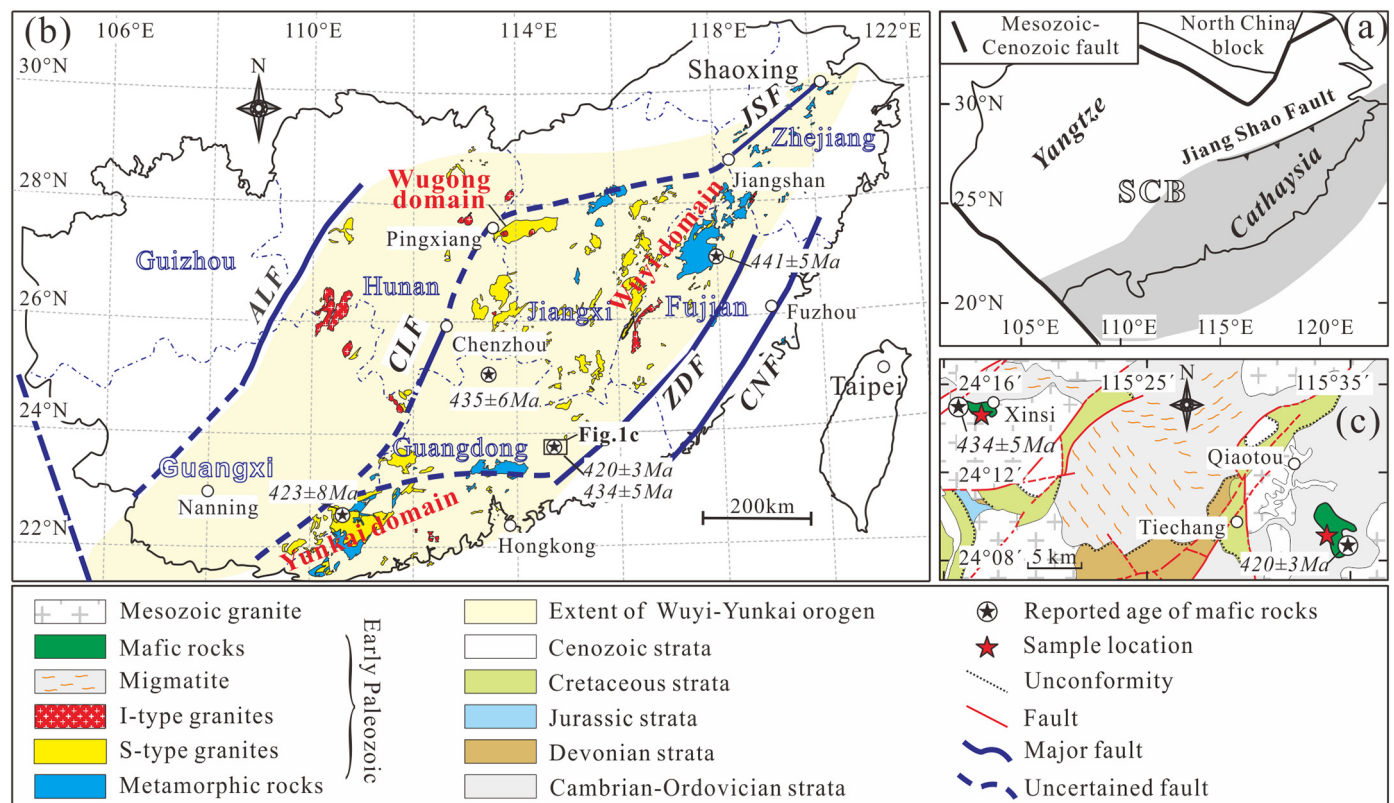 (b)
106°E
110°E
114°E
118°E
122°E
30°N
28°N
26°N
24°N
22°N
N
Shaoxing
JSF
Zhejiang
Jiangshan
Wugong
domain
Pingxiang
Wuyi domain
441±5Ma
Guizhou
ALF
Hunan
Jiangxi
Fujian
Fuzhou
CLF
Chenzhou
435±6Ma
ZDF
CNF
Taipei
Fig.1c
Guangdong
420±3Ma
434±5Ma
Guangxi
Nanning
423±8Ma
Yunkai domain
Hongkong
200km
(a)
Mesozoic-
Cenozoic fault
North China
block
30°N
25°N
20°N
Yangtze
Jiang Shao Fault
SCB
Cathaysia
105°E
110°E
115°E
120°E
(c)
24°16′
115°25′
115°35′
N
Xinsi
434±5Ma
24°12′
Qiaotou
Tiechang
24°08′
5 km
420±3Ma
Mesozoic granite
Mafic rocks
Migmatite
I-type granites
S-type granites
Metamorphic rocks
Early Paleozoic
Extent of Wuyi-Yunkai orogen
Cenozoic strata
Cretaceous strata
Jurassic strata
Devonian strata
Cambrian-Ordovician strata
Reported age of mafic rocks
Sample location
Unconformity
Fault
Major fault
Uncertained fault